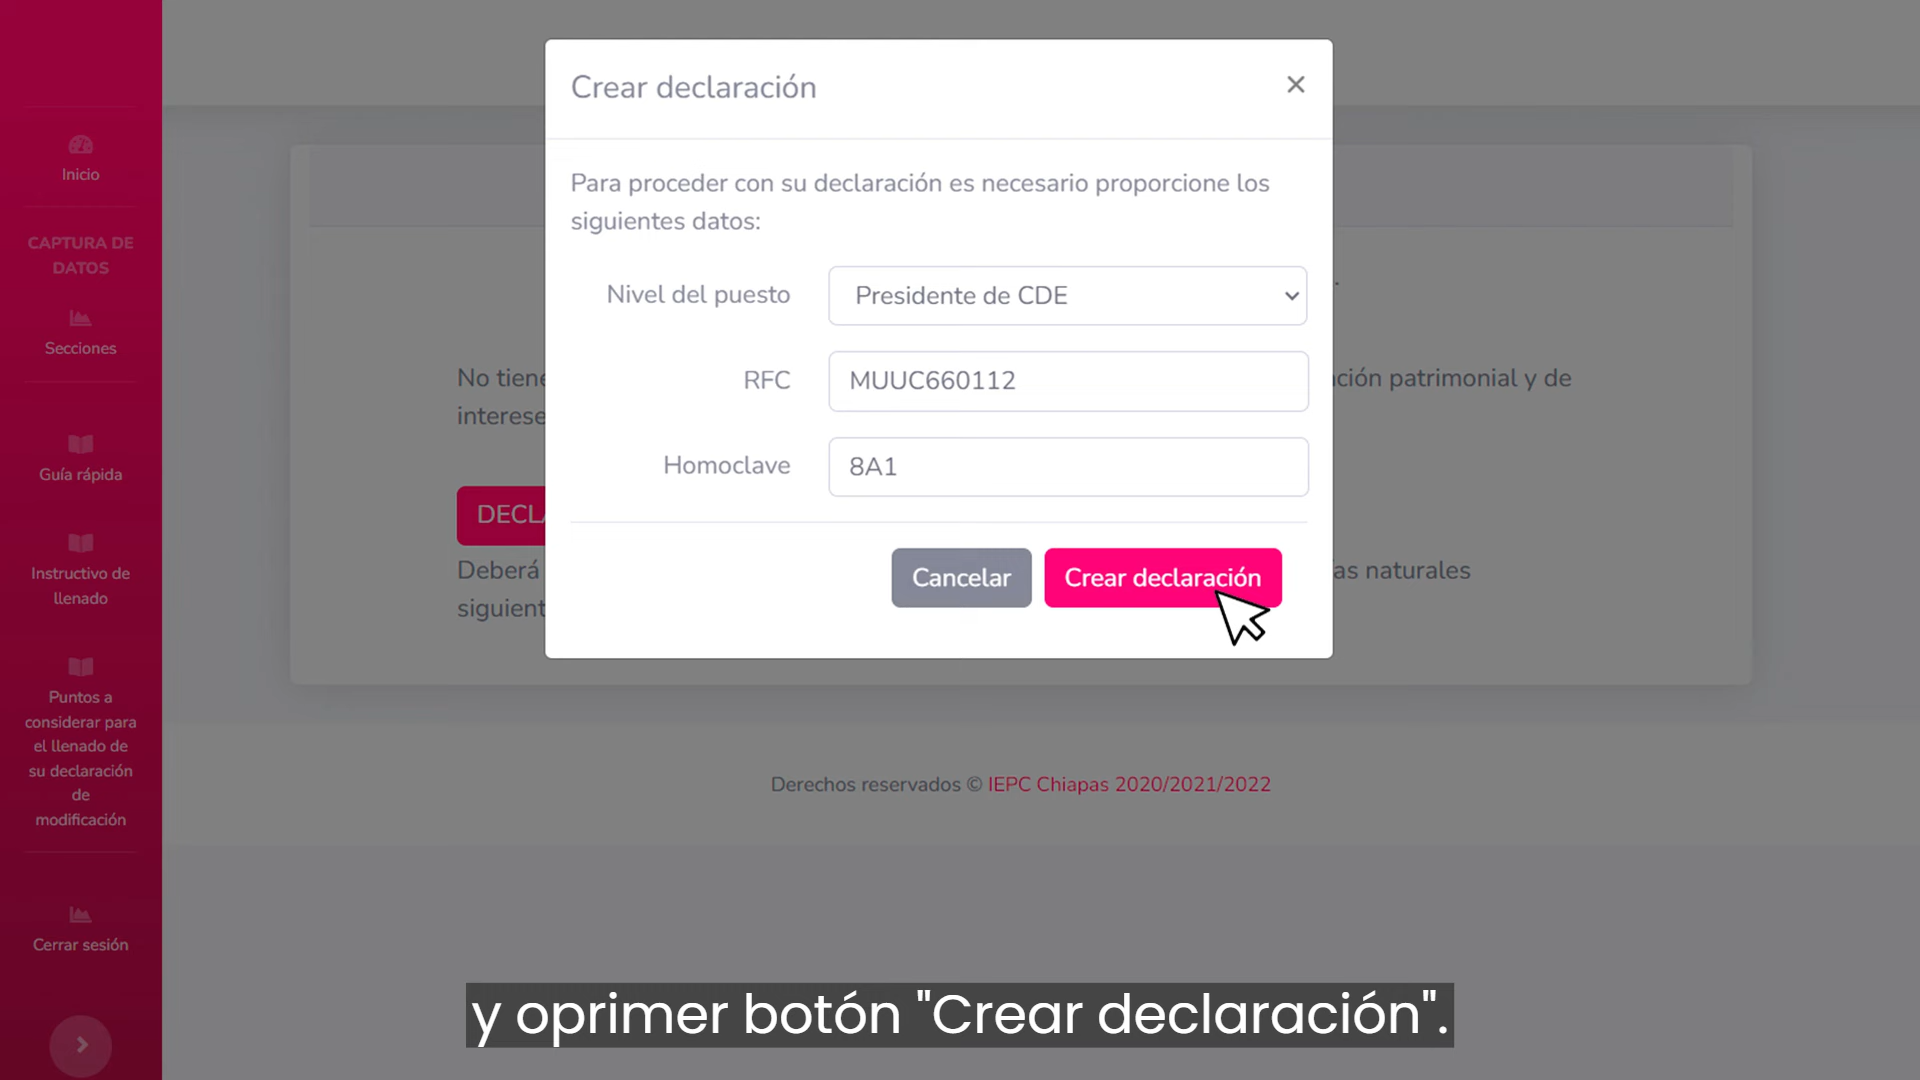 Inicio
CAPTURA DE
DATOS
Secciones
Guía rápida
Instructivo de
llenado
Puntos a
considerar para
el llenado de
su declaración
de
modificación
Cerrar sesión
Crear declaración
×
Para proceder con su declaración es necesario proporcione los
siguientes datos:
Nivel del puesto
Presidente de CDE
RFC
MUUC660112
Homoclave
8A1
Cancelar
Crear declaración
No tiene
ción patrimonial y de
interese
DECLA
Deberá
as naturales
siguient
Derechos reservados © IEPC Chiapas 2020/2021/2022
y oprimer botón "Crear declaración".